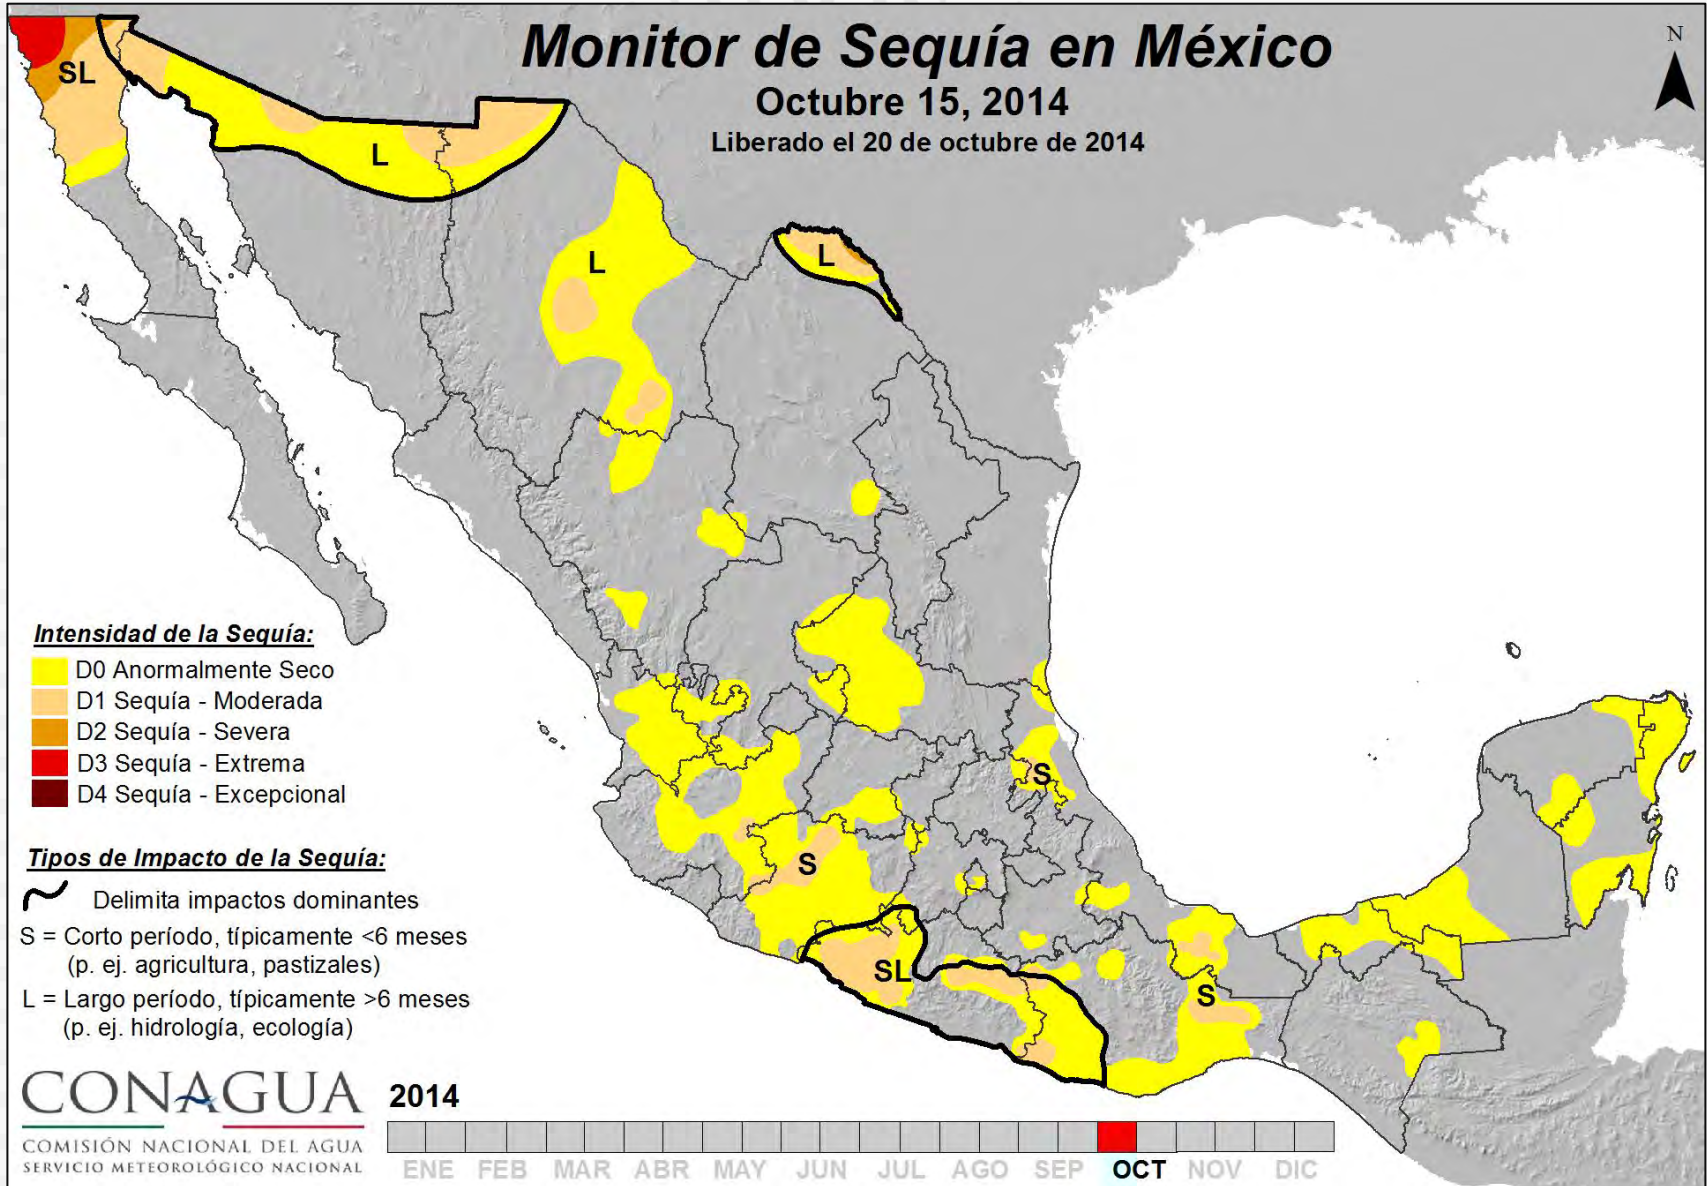 Monitor de Sequía en México
Octubre 15, 2014
Liberado el 20 de octubre de 2014
N
SL
L
L
L
S
S
SL
S
Intensidad de la Sequía:
D0 Anormalmente Seco
D1 Sequía - Moderada
D2 Sequía - Severa
D3 Sequía - Extrema
D4 Sequía - Excepcional
Tipos de Impacto de la Sequía:
Delimita impactos dominantes
S = Corto período, típicamente <6 meses
(p. ej. agricultura, pastizales)
L = Largo período, típicamente >6 meses
(p. ej. hidrología, ecología)
CONAGUA
COMISIÓN NACIONAL DEL AGUA
SERVICIO METEOROLÓGICO NACIONAL
2014
ENE FEB MAR ABR MAY JUN JUL AGO SEP OCT NOV DIC